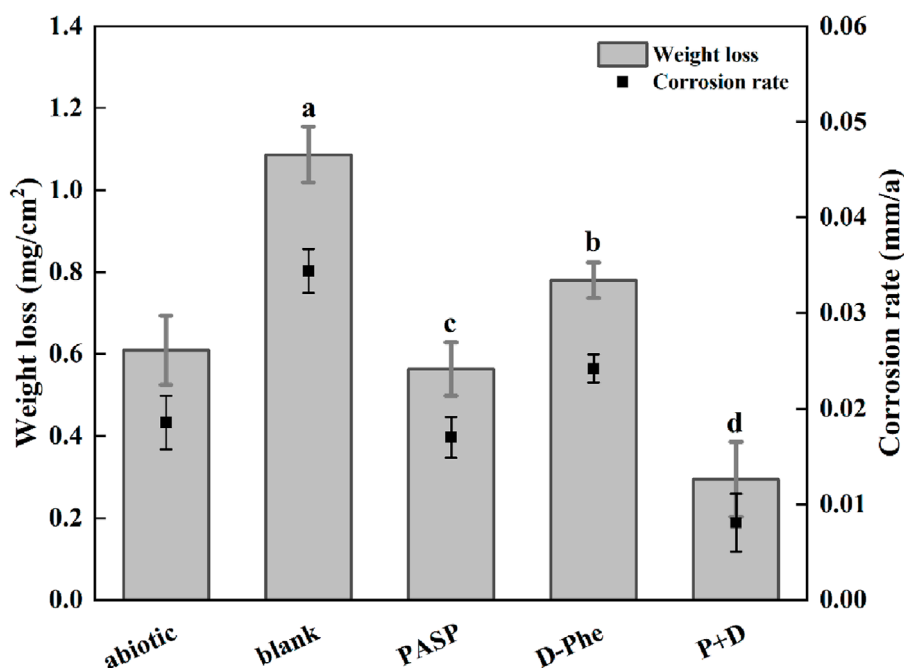 Weight loss (mg/cm²)
1.4
1.2
1.0
0.8
0.6
0.4
0.2
0.0
Weight loss
Corrosion rate
a
b
c
d
0.06
0.05
0.04
0.03
0.02
0.01
0.00
Corrosion rate (mm/a)
abiotic
blank
PASP
D-Phe
P+D